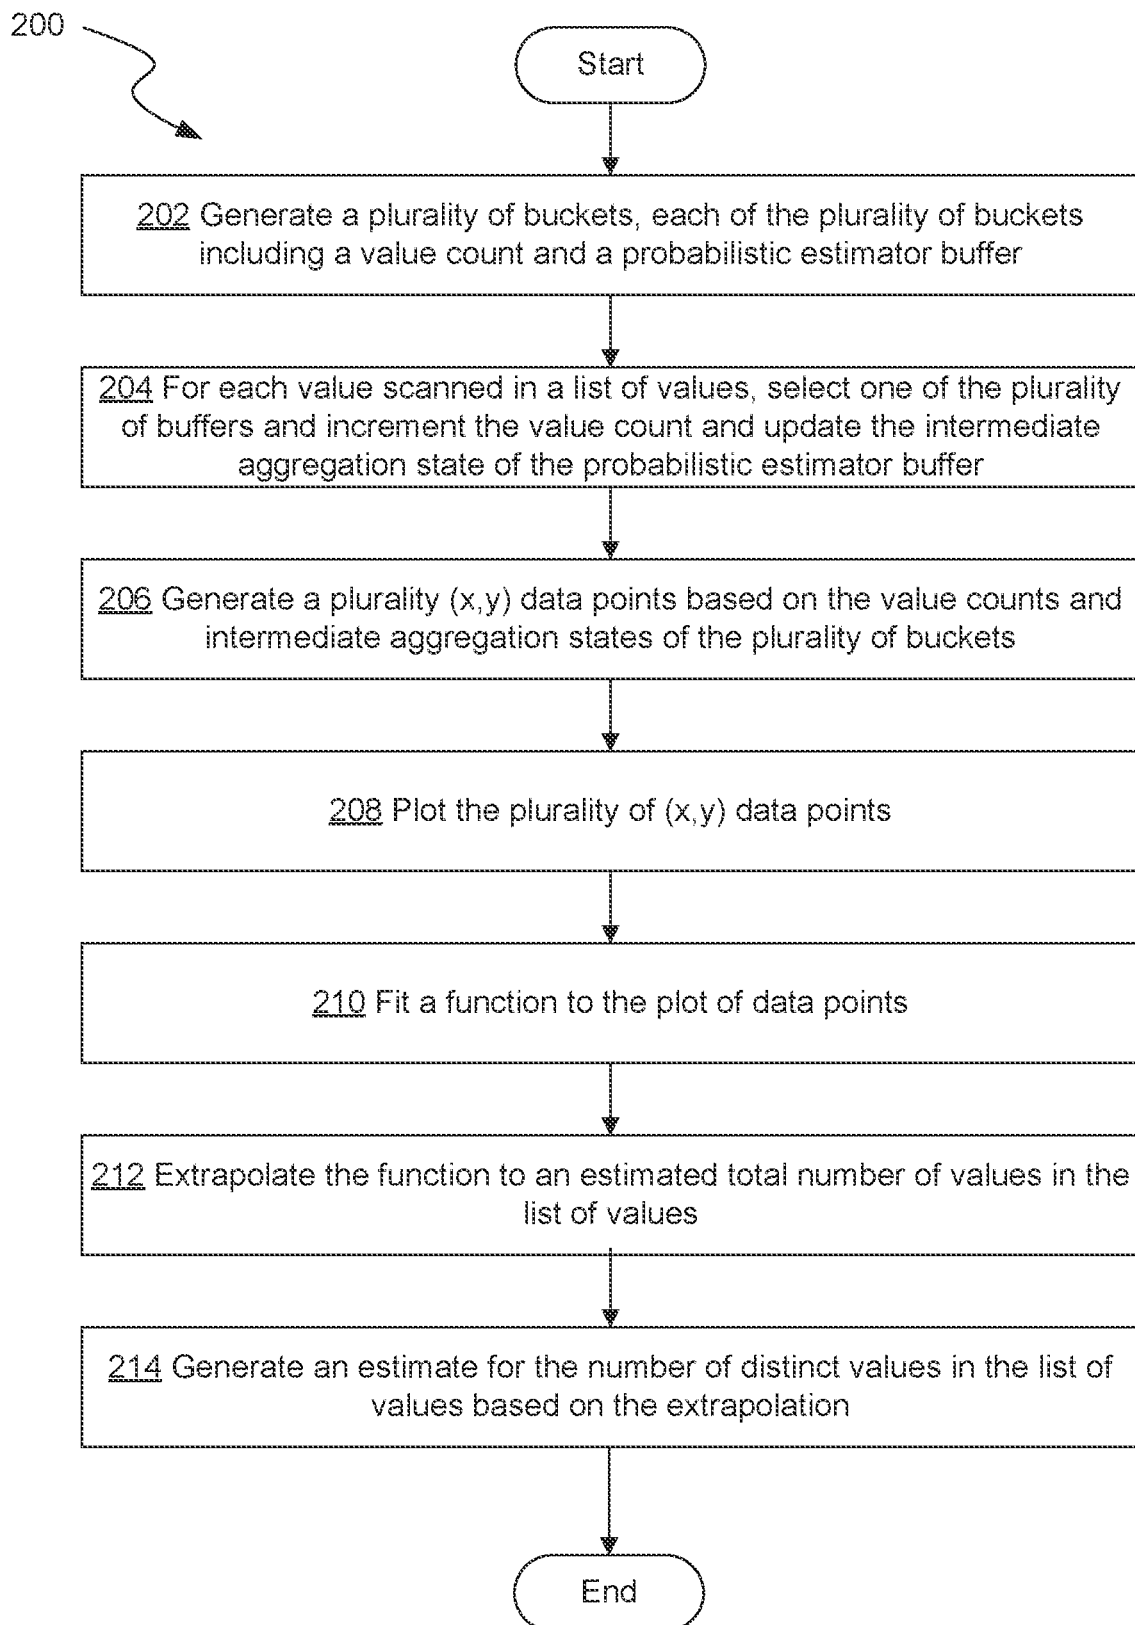 200
Start
202 Generate a plurality of buckets, each of the plurality of buckets
including a value count and a probabilistic estimator buffer
204 For each value scanned in a list of values, select one of the plurality
of buffers and increment the value count and update the intermediate
aggregation state of the probabilistic estimator buffer
206 Generate a plurality (x,y) data points based on the value counts and
intermediate aggregation states of the plurality of buckets
208 Plot the plurality of (x,y) data points
210 Fit a function to the plot of data points
212 Extrapolate the function to an estimated total number of values in the
list of values
214 Generate an estimate for the number of distinct values in the list of
values based on the extrapolation
End